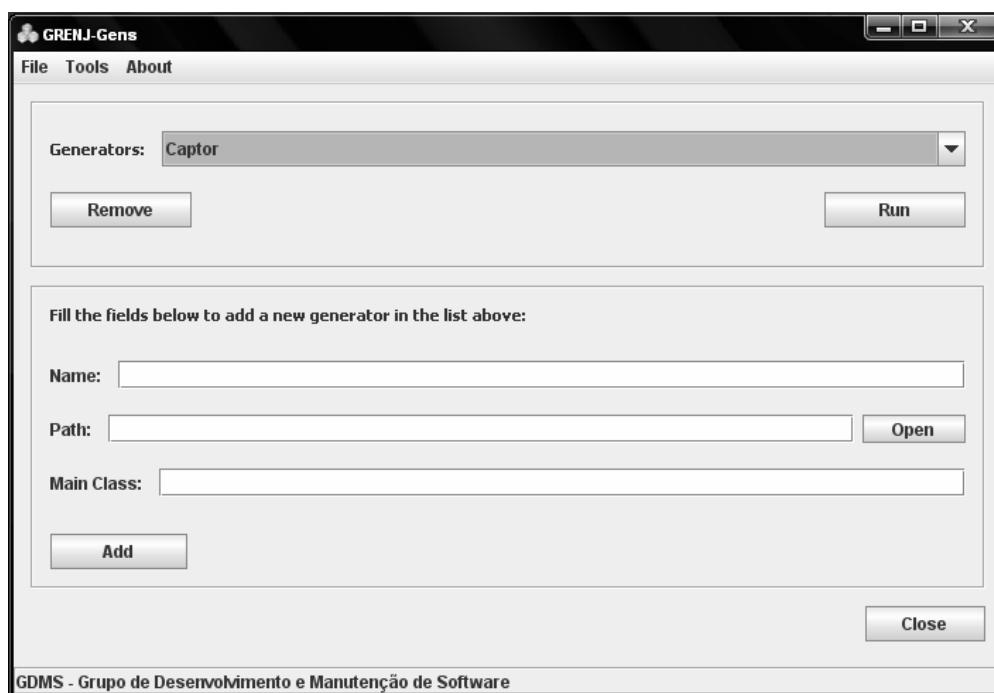 GRENJ-Gens
File Tools About
Generators: Captor
Remove Run
Fill the fields below to add a new generator in the list above:
Name:
Path: Open
Main Class:
Add
Close
GDMS - Grupo de Desenvolvimento e Manutenção de Software